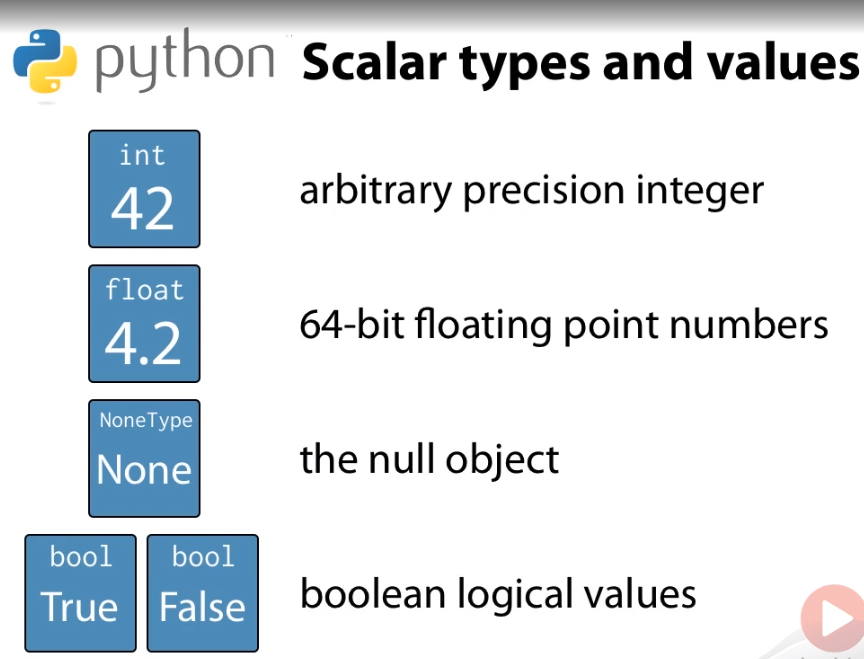 python Scalar types and values
int
42
arbitrary precision integer
float
4.2
64-bit floating point numbers
NoneType
None
the null object
bool bool
True False
boolean logical values